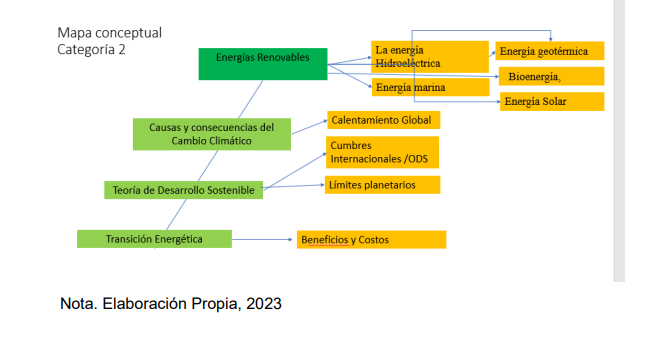 Mapa conceptual
Categoría 2
Energías Renovables
La energía
Hidroeléctrica
Energía geotérmica
Bioenergía,
Energía marina
Energía Solar
Causas y consecuencias del
Cambio Climático
Calentamiento Global
Cumbres
Internacionales /ODS
Teoría de Desarrollo Sostenible
Límites planetarios
Transición Energética
Beneficios y Costos
Nota. Elaboración Propia, 2023